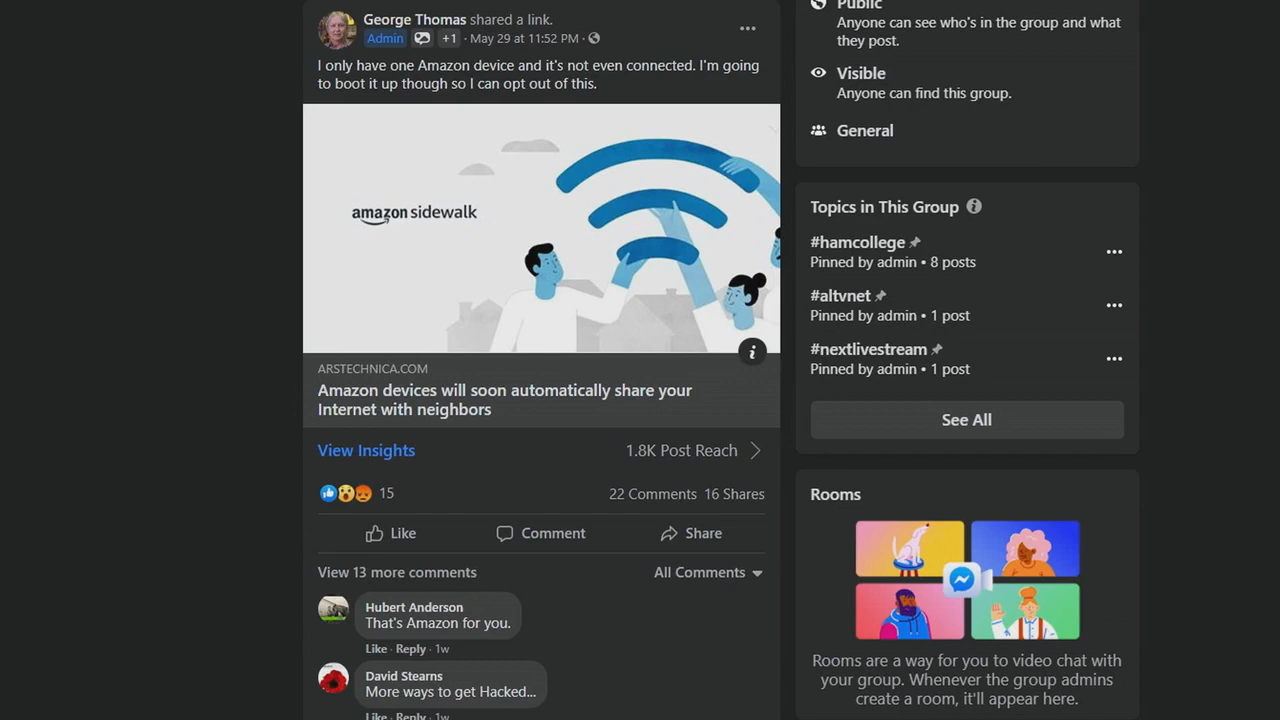 George Thomas shared a link.
Admin +1 · May 29 at 11:52 PM ·
I only have one Amazon device and it's not even connected. I'm going
to boot it up though so I can opt out of this.
amazon sidewalk
ARSTECHNICA.COM
Amazon devices will soon automatically share your
Internet with neighbors
View Insights
1.8K Post Reach
15
22 Comments 16 Shares
Like
Comment
Share
View 13 more comments
All Comments
Hubert Anderson
That's Amazon for you.
Like · Reply · 1w
David Stearns
More ways to get Hacked...
Like · Reply · 1w
Public
Anyone can see who's in the group and what
they post.
Visible
Anyone can find this group.
General
Topics in This Group
#hamcollege
Pinned by admin • 8 posts
#altvnet
Pinned by admin • 1 post
#nextlivestream
Pinned by admin • 1 post
See All
Rooms
Rooms are a way for you to video chat with
your group. Whenever the group admins
create a room, it'll appear here.